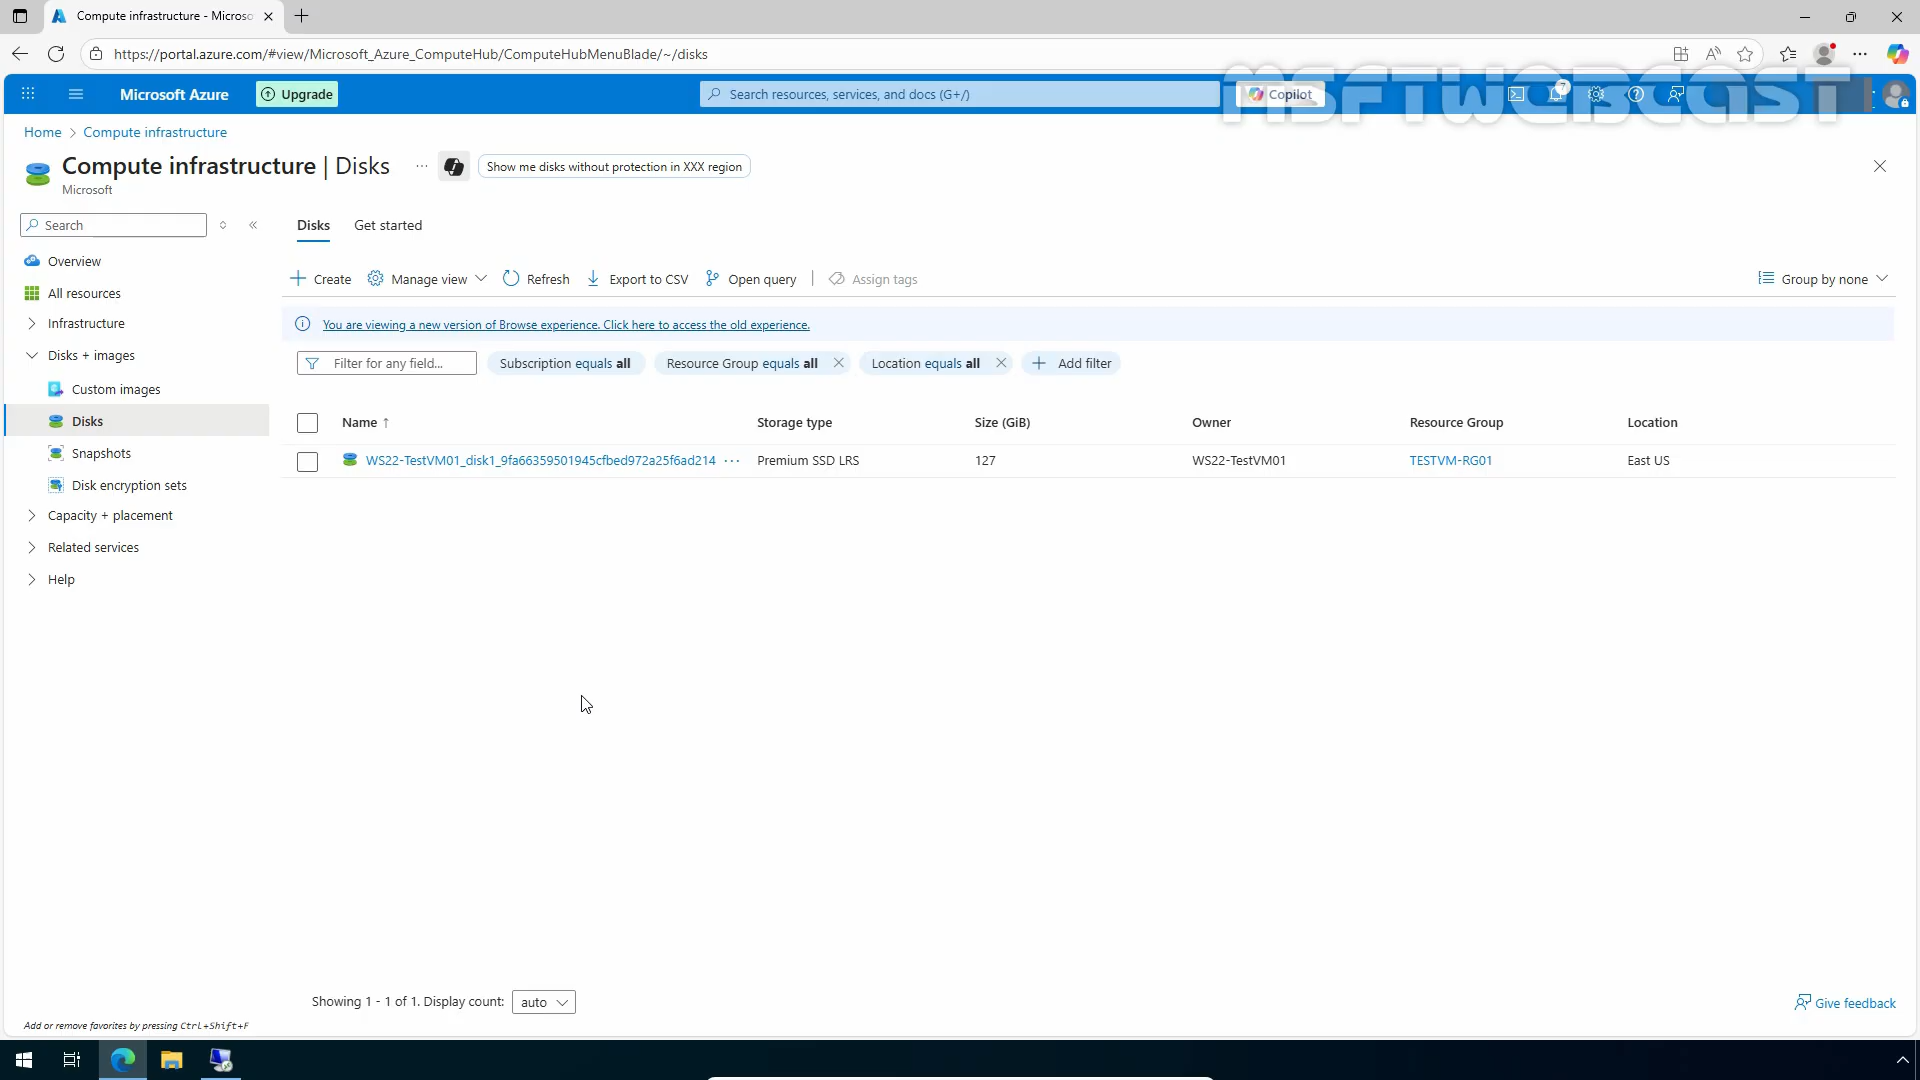 Compute infrastructure - Microso
https://portal.azure.com/#view/Microsoft_Azure_ComputeHub/ComputeHubMenuBlade/~/disks
Microsoft Azure
Upgrade
Search resources, services, and docs (G+/)
Copilot
7
MSFTWEBCAST
Home > Compute infrastructure
Compute infrastructure | Disks
Show me disks without protection in XXX region
Microsoft
Search
Disks
Get started
Overview
All resources
Infrastructure
Disks + images
Custom images
Disks
Snapshots
Disk encryption sets
Capacity + placement
Related services
Help
Create
Manage view
Refresh
Export to CSV
Open query
Assign tags
Group by none
You are viewing a new version of Browse experience. Click here to access the old experience.
Filter for any field...
Subscription equals all
Resource Group equals all
Location equals all
Add filter
Name ↑ Storage type Size (GiB) Owner Resource Group Location
WS22-TestVM01_disk1_9fa66359501945cfbed972a25f6ad214 ··· Premium SSD LRS 127 WS22-TestVM01 TESTVM-RG01 East US
Showing 1 - 1 of 1. Display count: auto
Give feedback
Add or remove favorites by pressing Ctrl+Shift+F